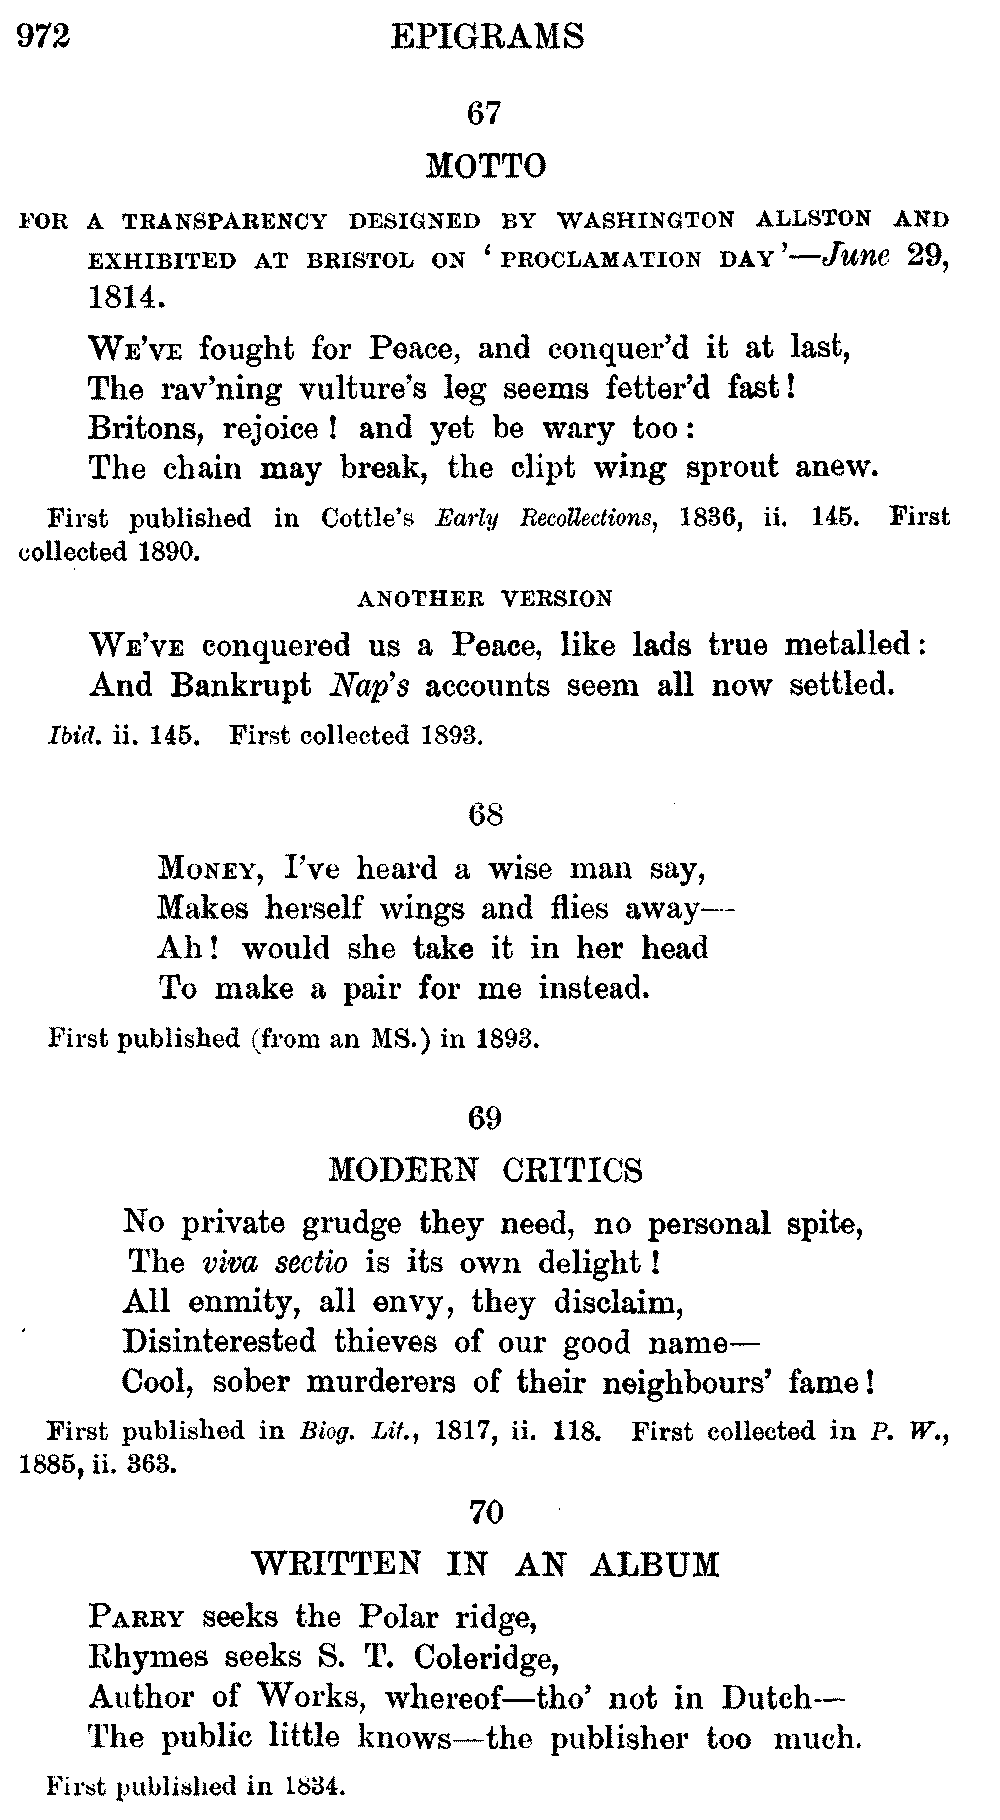 972 EPIGRAMS
67
MOTTO
FOR A TRANSPARENCY DESIGNED BY WASHINGTON ALLSTON AND
EXHIBITED AT BRISTOL ON ‘ PROCLAMATION DAY ’—June 29,
1814.
WE’VE fought for Peace, and conquer’d it at last,
The rav’ning vulture’s leg seems fetter’d fast !
Britons, rejoice ! and yet be wary too :
The chain may break, the clipt wing sprout anew.
First published in Cottle’s Early Recollections, 1836, ii. 145. First
collected 1890.
ANOTHER VERSION
WE’VE conquered us a Peace, like lads true metalled :
And Bankrupt Nap’s accounts seem all now settled.
Ibid. ii. 145. First collected 1893.
68
MONEY, I’ve heard a wise man say,
Makes herself wings and flies away—
Ah ! would she take it in her head
To make a pair for me instead.
First published (from an MS.) in 1893.
69
MODERN CRITICS
No private grudge they need, no personal spite,
The viva sectio is its own delight !
All enmity, all envy, they disclaim,
Disinterested thieves of our good name—
Cool, sober murderers of their neighbours’ fame !
First published in Biog. Lit., 1817, ii. 118. First collected in P. W.,
1885, ii. 363.
70
WRITTEN IN AN ALBUM
PARRY seeks the Polar ridge,
Rhymes seeks S. T. Coleridge,
Author of Works, whereof—tho’ not in Dutch—
The public little knows—the publisher too much.
First published in 1834.